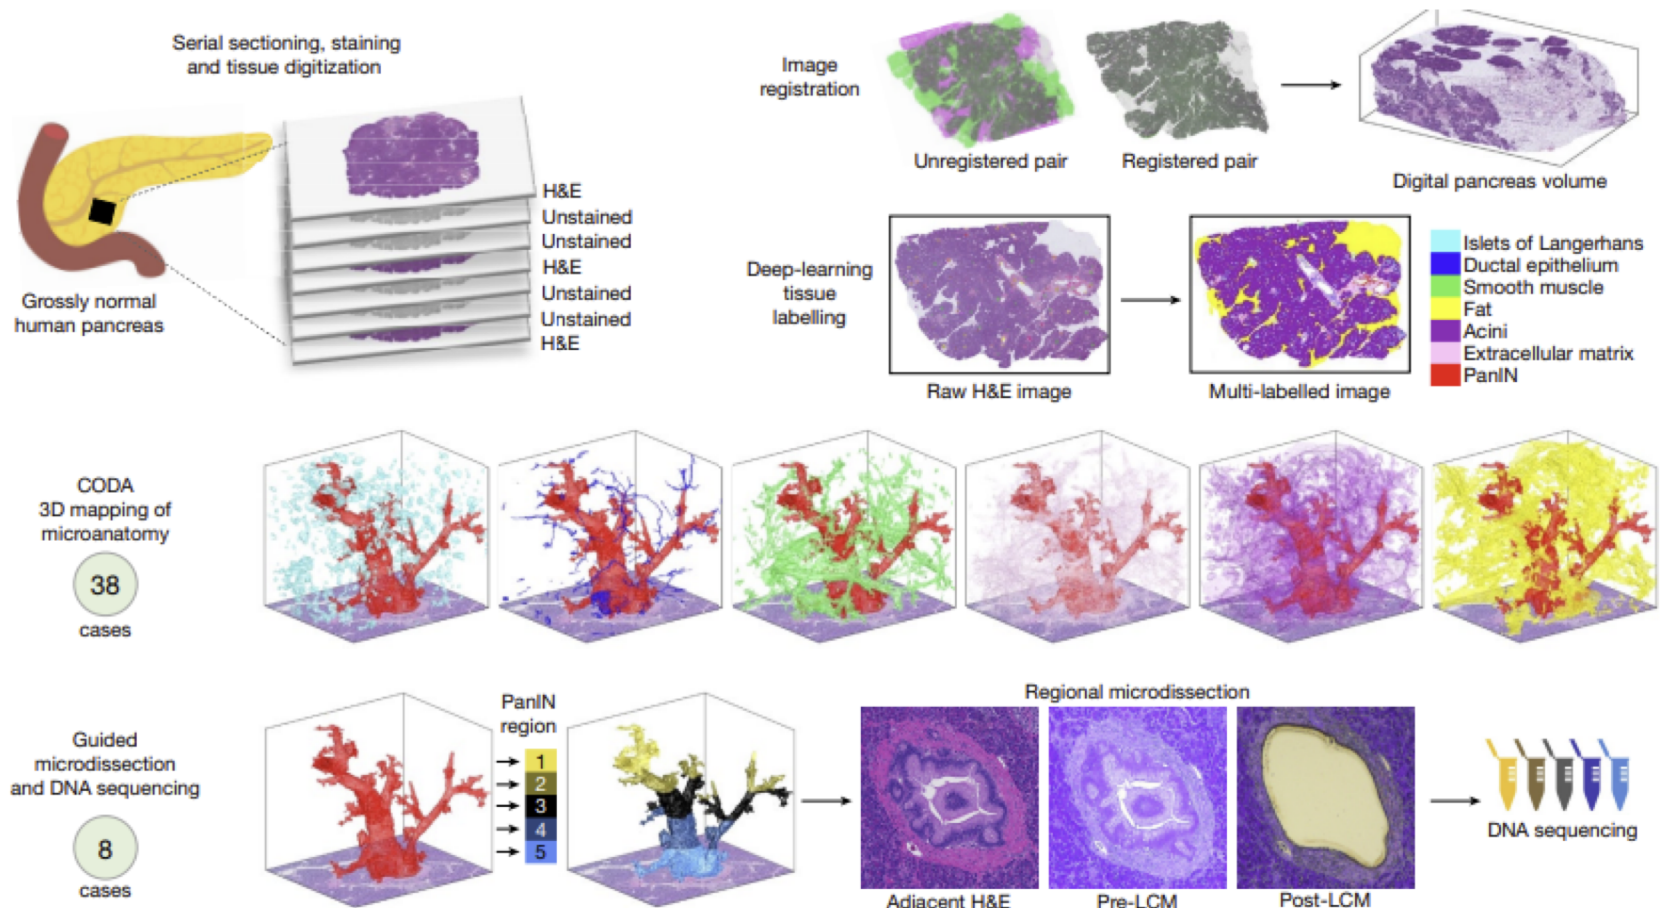 Serial sectioning, staining
and tissue digitization
H&E
Unstained
Unstained
H&E
Unstained
Unstained
H&E
Grossly normal
human pancreas
Image
registration
Unregistered pair
Registered pair
Digital pancreas volume
Deep-learning
tissue
labelling
Raw H&E image
Multi-labelled image
Islets of Langerhans
Ductal epithelium
Smooth muscle
Fat
Acini
Extracellular matrix
PanIN
CODA
3D mapping of
microanatomy
38
cases
Guided
microdissection
and DNA sequencing
8
cases
PanIN
region
1
2
3
4
5
Regional microdissection
Adjacent H&E
Pre-LCM
Post-LCM
DNA sequencing